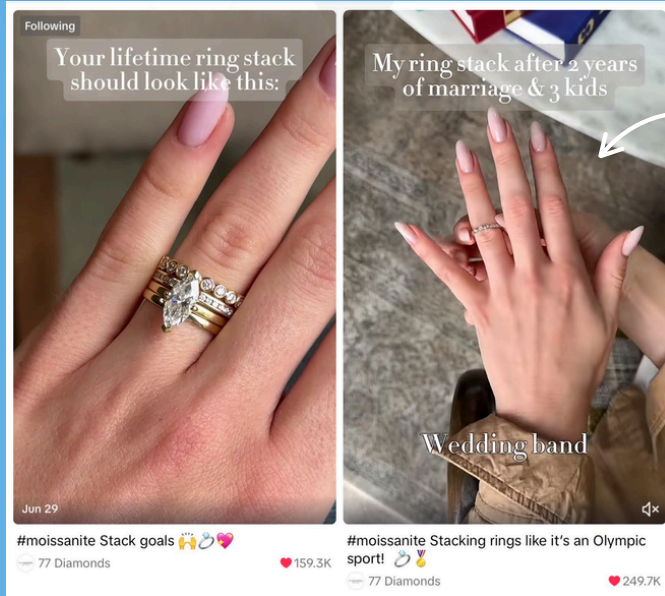 Following
Your lifetime ring stack
should look like this:
Jun 29
#moissanite Stack goals 🙌💍💖
77 Diamonds
159.3K
My ring stack after 2 years
of marriage & 3 kids
Wedding band
#moissanite Stacking rings like it's an Olympic
sport! 💍🏅
77 Diamonds
249.7K